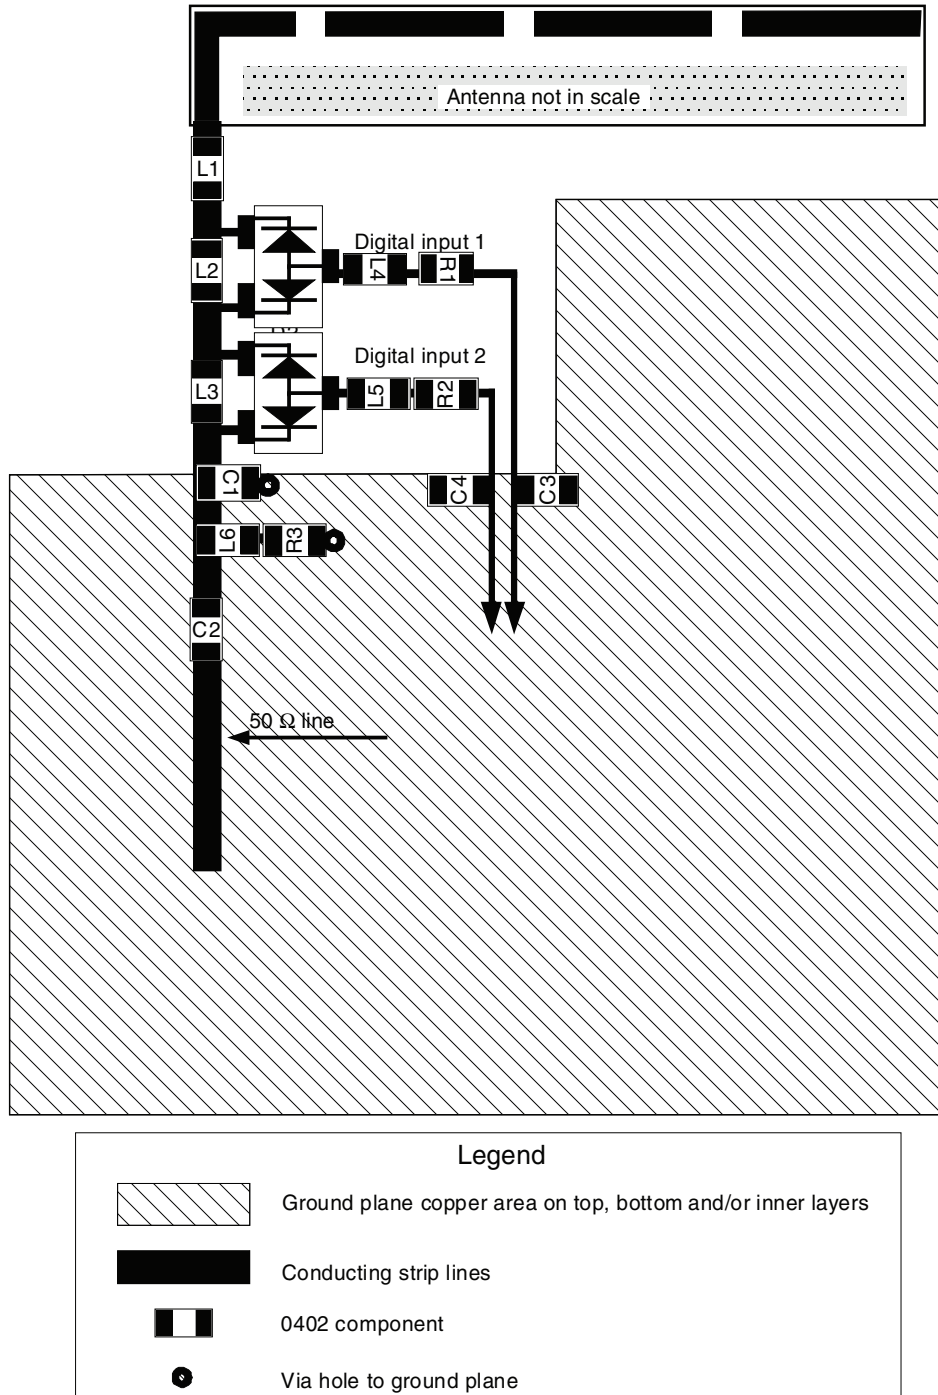 Antenna not in scale
L1
Digital input 1
L2
L4
R1
Digital input 2
L3
L5
R2
C1
C4
C3
L6
R3
C2
50 Ω line
Legend
Ground plane copper area on top, bottom and/or inner layers
Conducting strip lines
0402 component
Via hole to ground plane